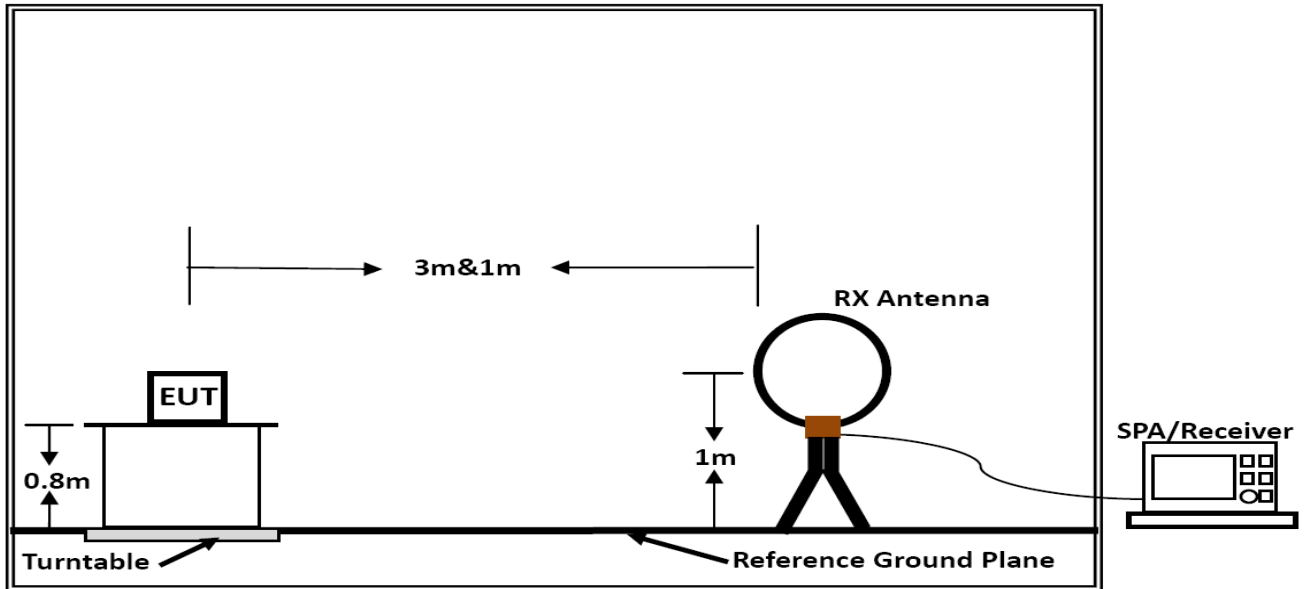 3m&1m
RX Antenna
EUT
SPA/Receiver
1m
0.8m
Turntable
Reference Ground Plane